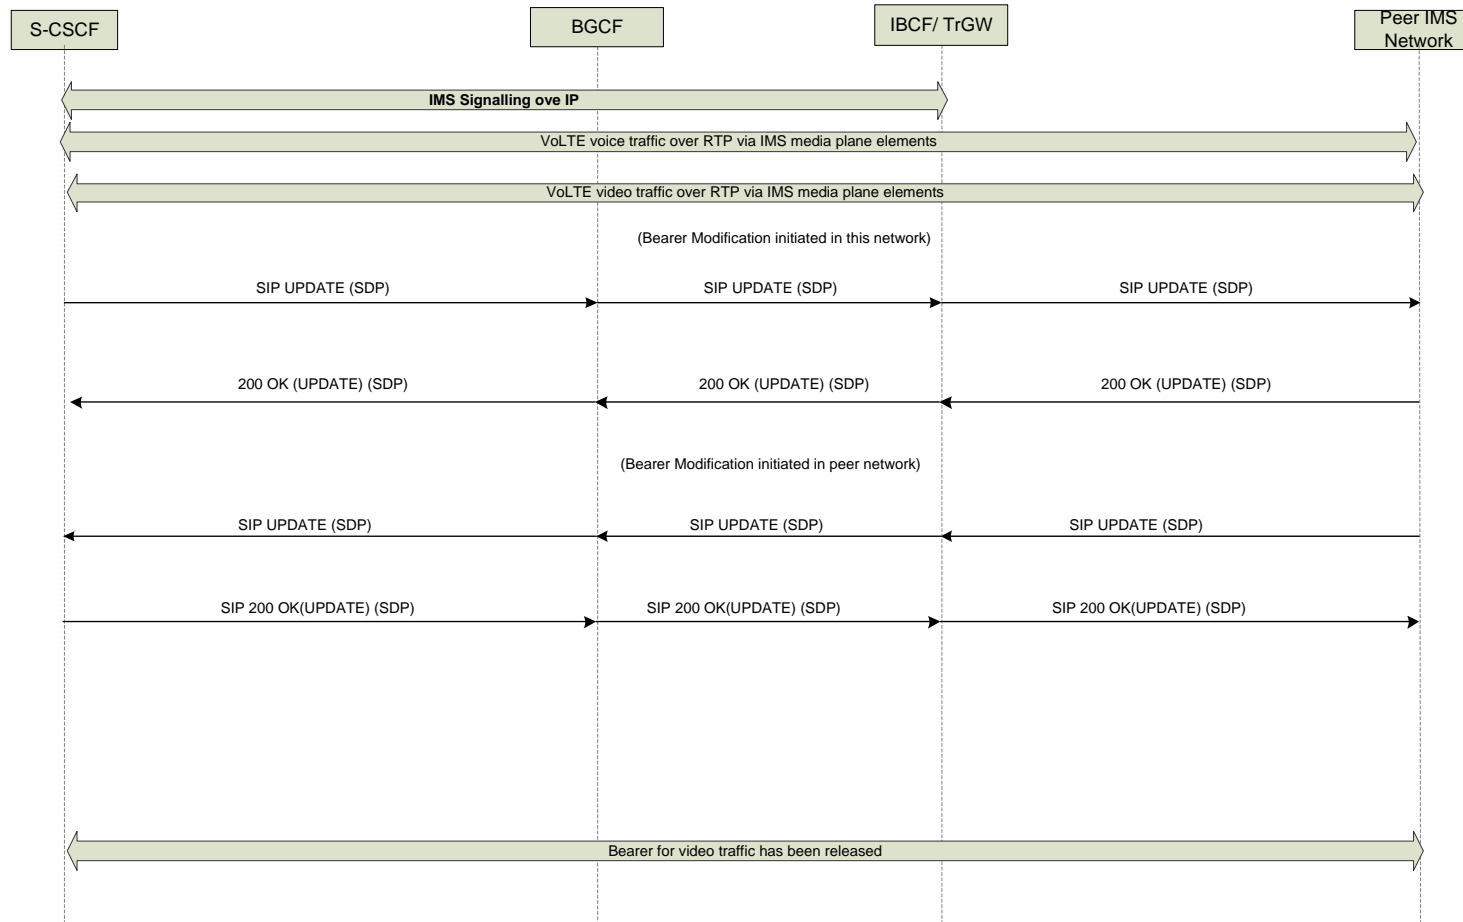 S-CSCF
BGCF
IBCF/ TrGW
Peer IMS
Network
IMS Signalling ove IP
VoLTE voice traffic over RTP via IMS media plane elements
VoLTE video traffic over RTP via IMS media plane elements
(Bearer Modification initiated in this network)
SIP UPDATE (SDP)
SIP UPDATE (SDP)
SIP UPDATE (SDP)
200 OK (UPDATE) (SDP)
200 OK (UPDATE) (SDP)
200 OK (UPDATE) (SDP)
(Bearer Modification initiated in peer network)
SIP UPDATE (SDP)
SIP UPDATE (SDP)
SIP UPDATE (SDP)
SIP 200 OK(UPDATE) (SDP)
SIP 200 OK(UPDATE) (SDP)
SIP 200 OK(UPDATE) (SDP)
Bearer for video traffic has been released